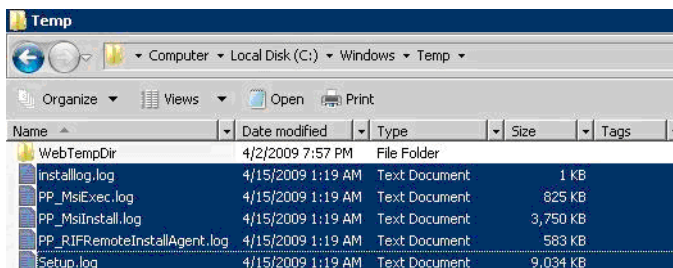 Temp
Computer Local Disk (C:) Windows Temp
Organize Views Open Print
Name Date modified Type Size Tags
WebTempDir 4/2/2009 7:57 PM File Folder
installlog.log 4/15/2009 1:19 AM Text Document 1 KB
PP_MsiExec.log 4/15/2009 1:19 AM Text Document 825 KB
PP_MsiInstall.log 4/15/2009 1:19 AM Text Document 3,750 KB
PP_RIFRemoteInstallAgent.log 4/15/2009 1:19 AM Text Document 583 KB
Setup.log 4/15/2009 1:19 AM Text Document 9,034 KB